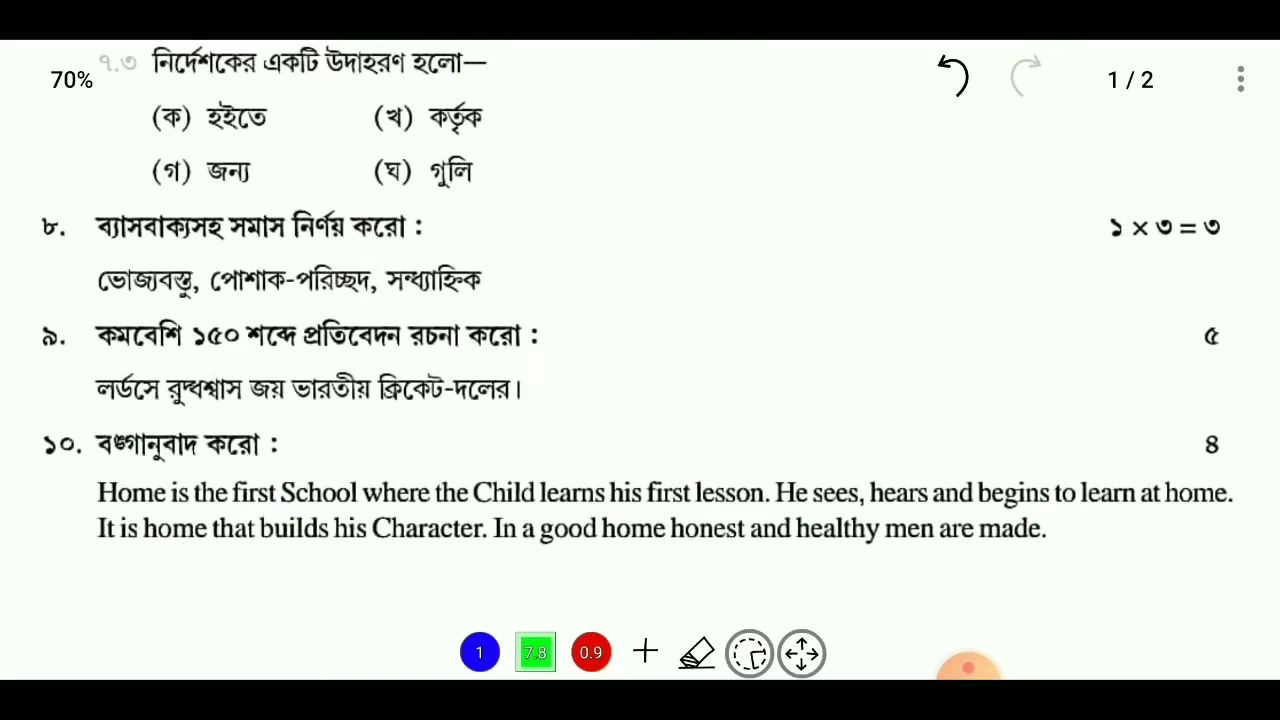 ৭.৩ নির্দেশকের একটি উদাহরণ হলো—
70%
1 / 2
(ক) হইতে (খ) কর্তৃক
(গ) জন্য (ঘ) গুলি
৮. ব্যাসবাক্যসহ সমাস নির্ণয় করো : ১ × ৩ = ৩
ভোজ্যবস্তু, পোশাক-পরিচ্ছদ, সন্ধ্যাহ্নিক
৯. কমবেশি ১৫০ শব্দে প্রতিবেদন রচনা করো : ৫
লর্ডসে রুদ্ধশ্বাস জয় ভারতীয় ক্রিকেট-দলের।
১০. বঙ্গানুবাদ করো : ৪
Home is the first School where the Child learns his first lesson. He sees, hears and begins to learn at home.
It is home that builds his Character. In a good home honest and healthy men are made.
1 7.8 0.9